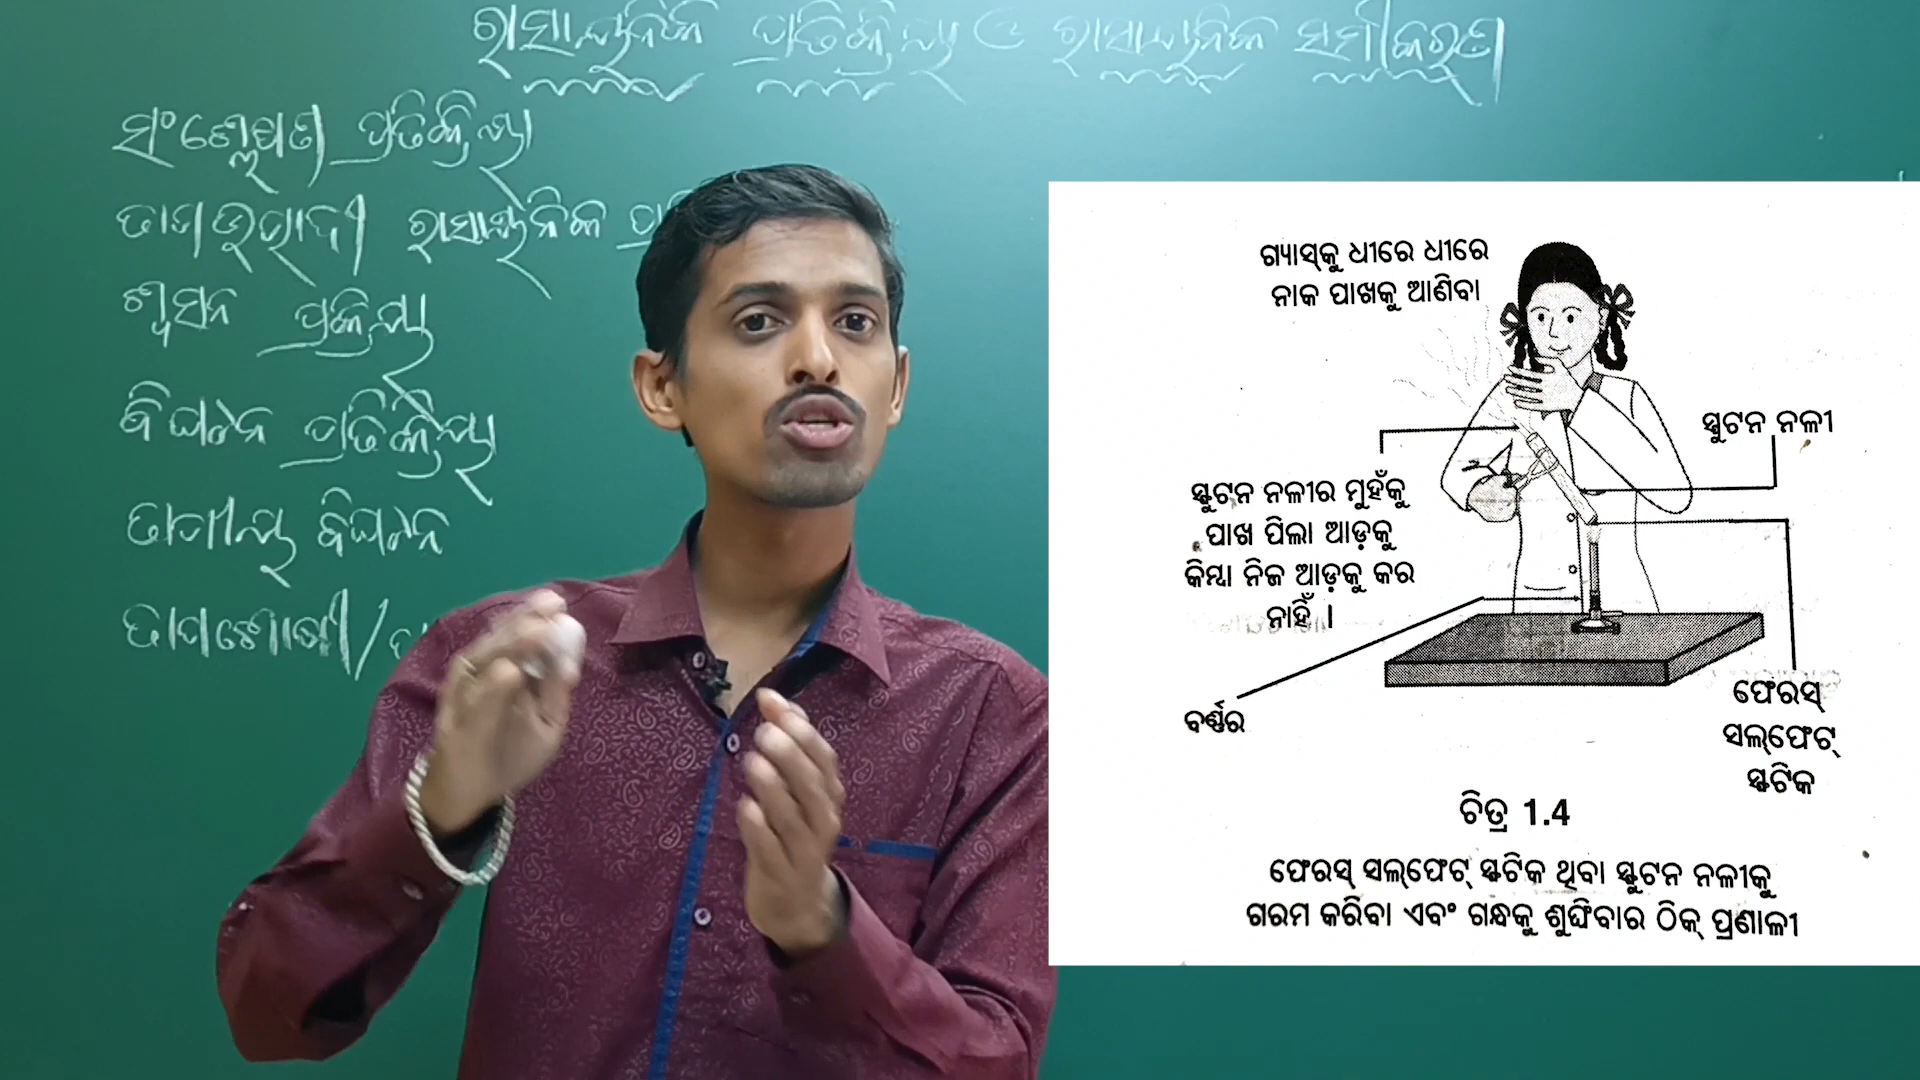 ରାସାୟନିକ ପ୍ରତିକ୍ରିୟା ଓ ରାସାୟନିକ ସମୀକରଣ
ସଂଶ୍ଳେଷଣ ପ୍ରତିକ୍ରିୟା
ତାପଉତ୍ପାଦୀ ରାସାୟନିକ
ଶ୍ୱସନ ପ୍ରକ୍ରିୟା
ବିଘଟନ ପ୍ରତିକ୍ରିୟା
ତାପୀୟ ବିଘଟନ
ତାପଶୋଷୀ/
ଗ୍ୟାସ୍‌କୁ ଧୀରେ ଧୀରେ
ନାକ ପାଖକୁ ଆଣିବା
ସ୍ଫୁଟନ ନଳୀ
ସ୍ଫୁଟନ ନଳୀର ମୁହଁକୁ
ପାଖ ପିଲା ଆଡ଼କୁ
କିମ୍ବା ନିଜ ଆଡ଼କୁ କର
ନାହିଁ ।
ବର୍ଣ୍ଣର
ଫେରସ୍
ସଲ୍‌ଫେଟ୍
ସ୍ଫଟିକ
ଚିତ୍ର 1.4
ଫେରସ୍ ସଲ୍‌ଫେଟ୍ ସ୍ଫଟିକ ଥିବା ସ୍ଫୁଟନ ନଳୀକୁ
ଗରମ କରିବା ଏବଂ ଗନ୍ଧକୁ ଶୁଙ୍ଘିବାର ଠିକ୍ ପ୍ରଣାଳୀ